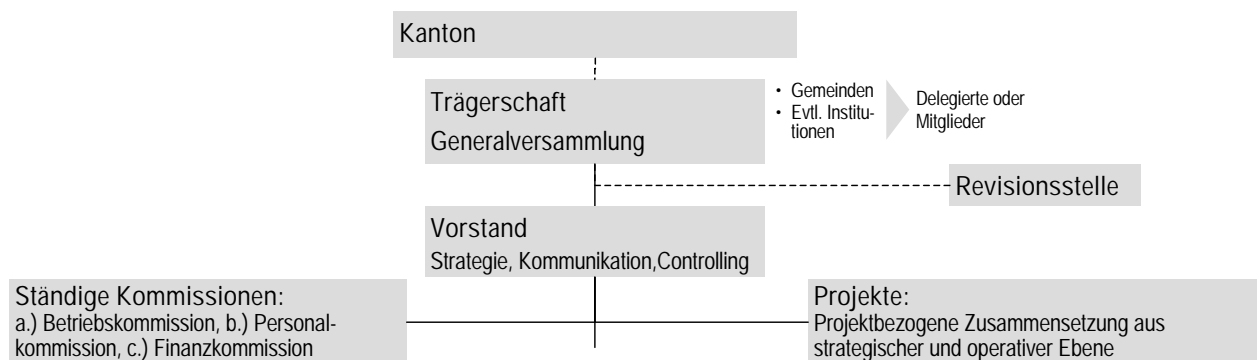 Kanton
Trägerschaft
Generalversammlung
• Gemeinden
• Evtl. Institu-
tionen
Delegierte oder
Mitglieder
Revisionsstelle
Vorstand
Strategie, Kommunikation,Controlling
Ständige Kommissionen:
a.) Betriebskommission, b.) Personal-
kommission, c.) Finanzkommission
Projekte:
Projektbezogene Zusammensetzung aus
strategischer und operativer Ebene